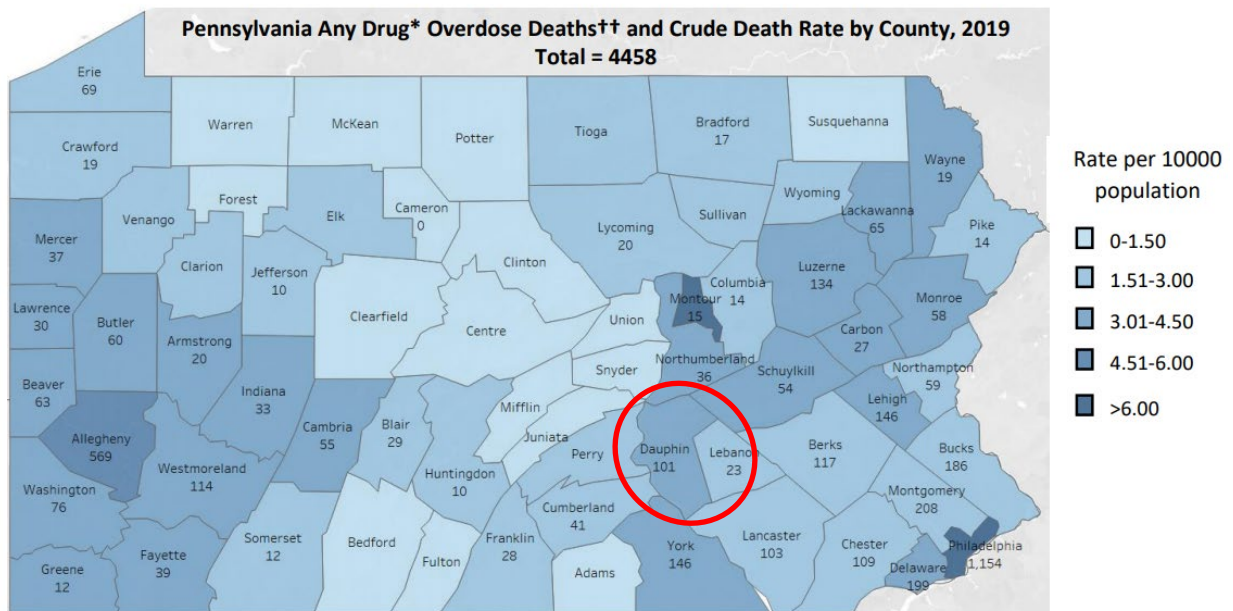 Pennsylvania Any Drug* Overdose Deaths†† and Crude Death Rate by County, 2019
Total = 4458
Erie
69
Warren
McKean
Potter
Tioga
Bradford
17
Susquehanna
Wayne
19
Crawford
19
Forest
Cameron
0
Elk
Venango
Lycoming
20
Sullivan
Wyoming
Lackawanna
65
Pike
14
Mercer
37
Clarion
Jefferson
10
Clinton
Luzerne
134
Columbia
14
Montour
15
Monroe
58
Lawrence
30
Butler
60
Armstrong
20
Clearfield
Centre
Union
Carbon
27
Northumberland
36
Snyder
Schuylkill
54
Northampton
59
Beaver
63
Indiana
33
Mifflin
Lehigh
146
Allegheny
569
Cambria
55
Blair
29
Juniata
Perry
Dauphin
101
Lebanon
23
Berks
117
Bucks
186
Westmoreland
114
Huntingdon
10
Washington
76
Cumberland
41
Montgomery
208
Somerset
12
Bedford
Fulton
Franklin
28
Adams
York
146
Lancaster
103
Chester
109
Delaware
199
Philadelphia
1,154
Greene
12
Fayette
39
Rate per 10000
population
0-1.50
1.51-3.00
3.01-4.50
4.51-6.00
>6.00